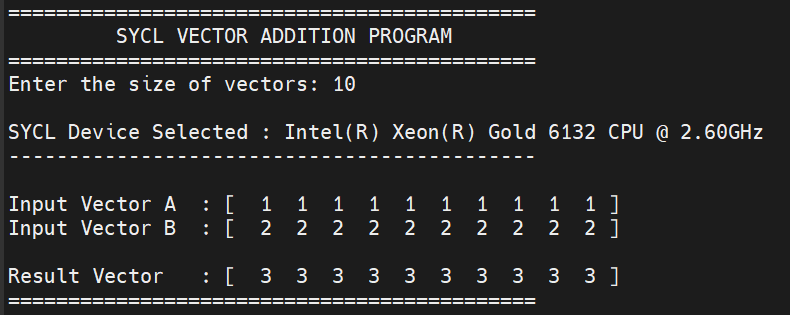 ============================================
         SYCL VECTOR ADDITION PROGRAM
============================================
Enter the size of vectors: 10
SYCL Device Selected : Intel(R) Xeon(R) Gold 6132 CPU @ 2.60GHz
--------------------------------------------
Input Vector A  : [  1  1  1  1  1  1  1  1  1  1 ]
Input Vector B  : [  2  2  2  2  2  2  2  2  2  2 ]
Result Vector   : [  3  3  3  3  3  3  3  3  3  3 ]
============================================